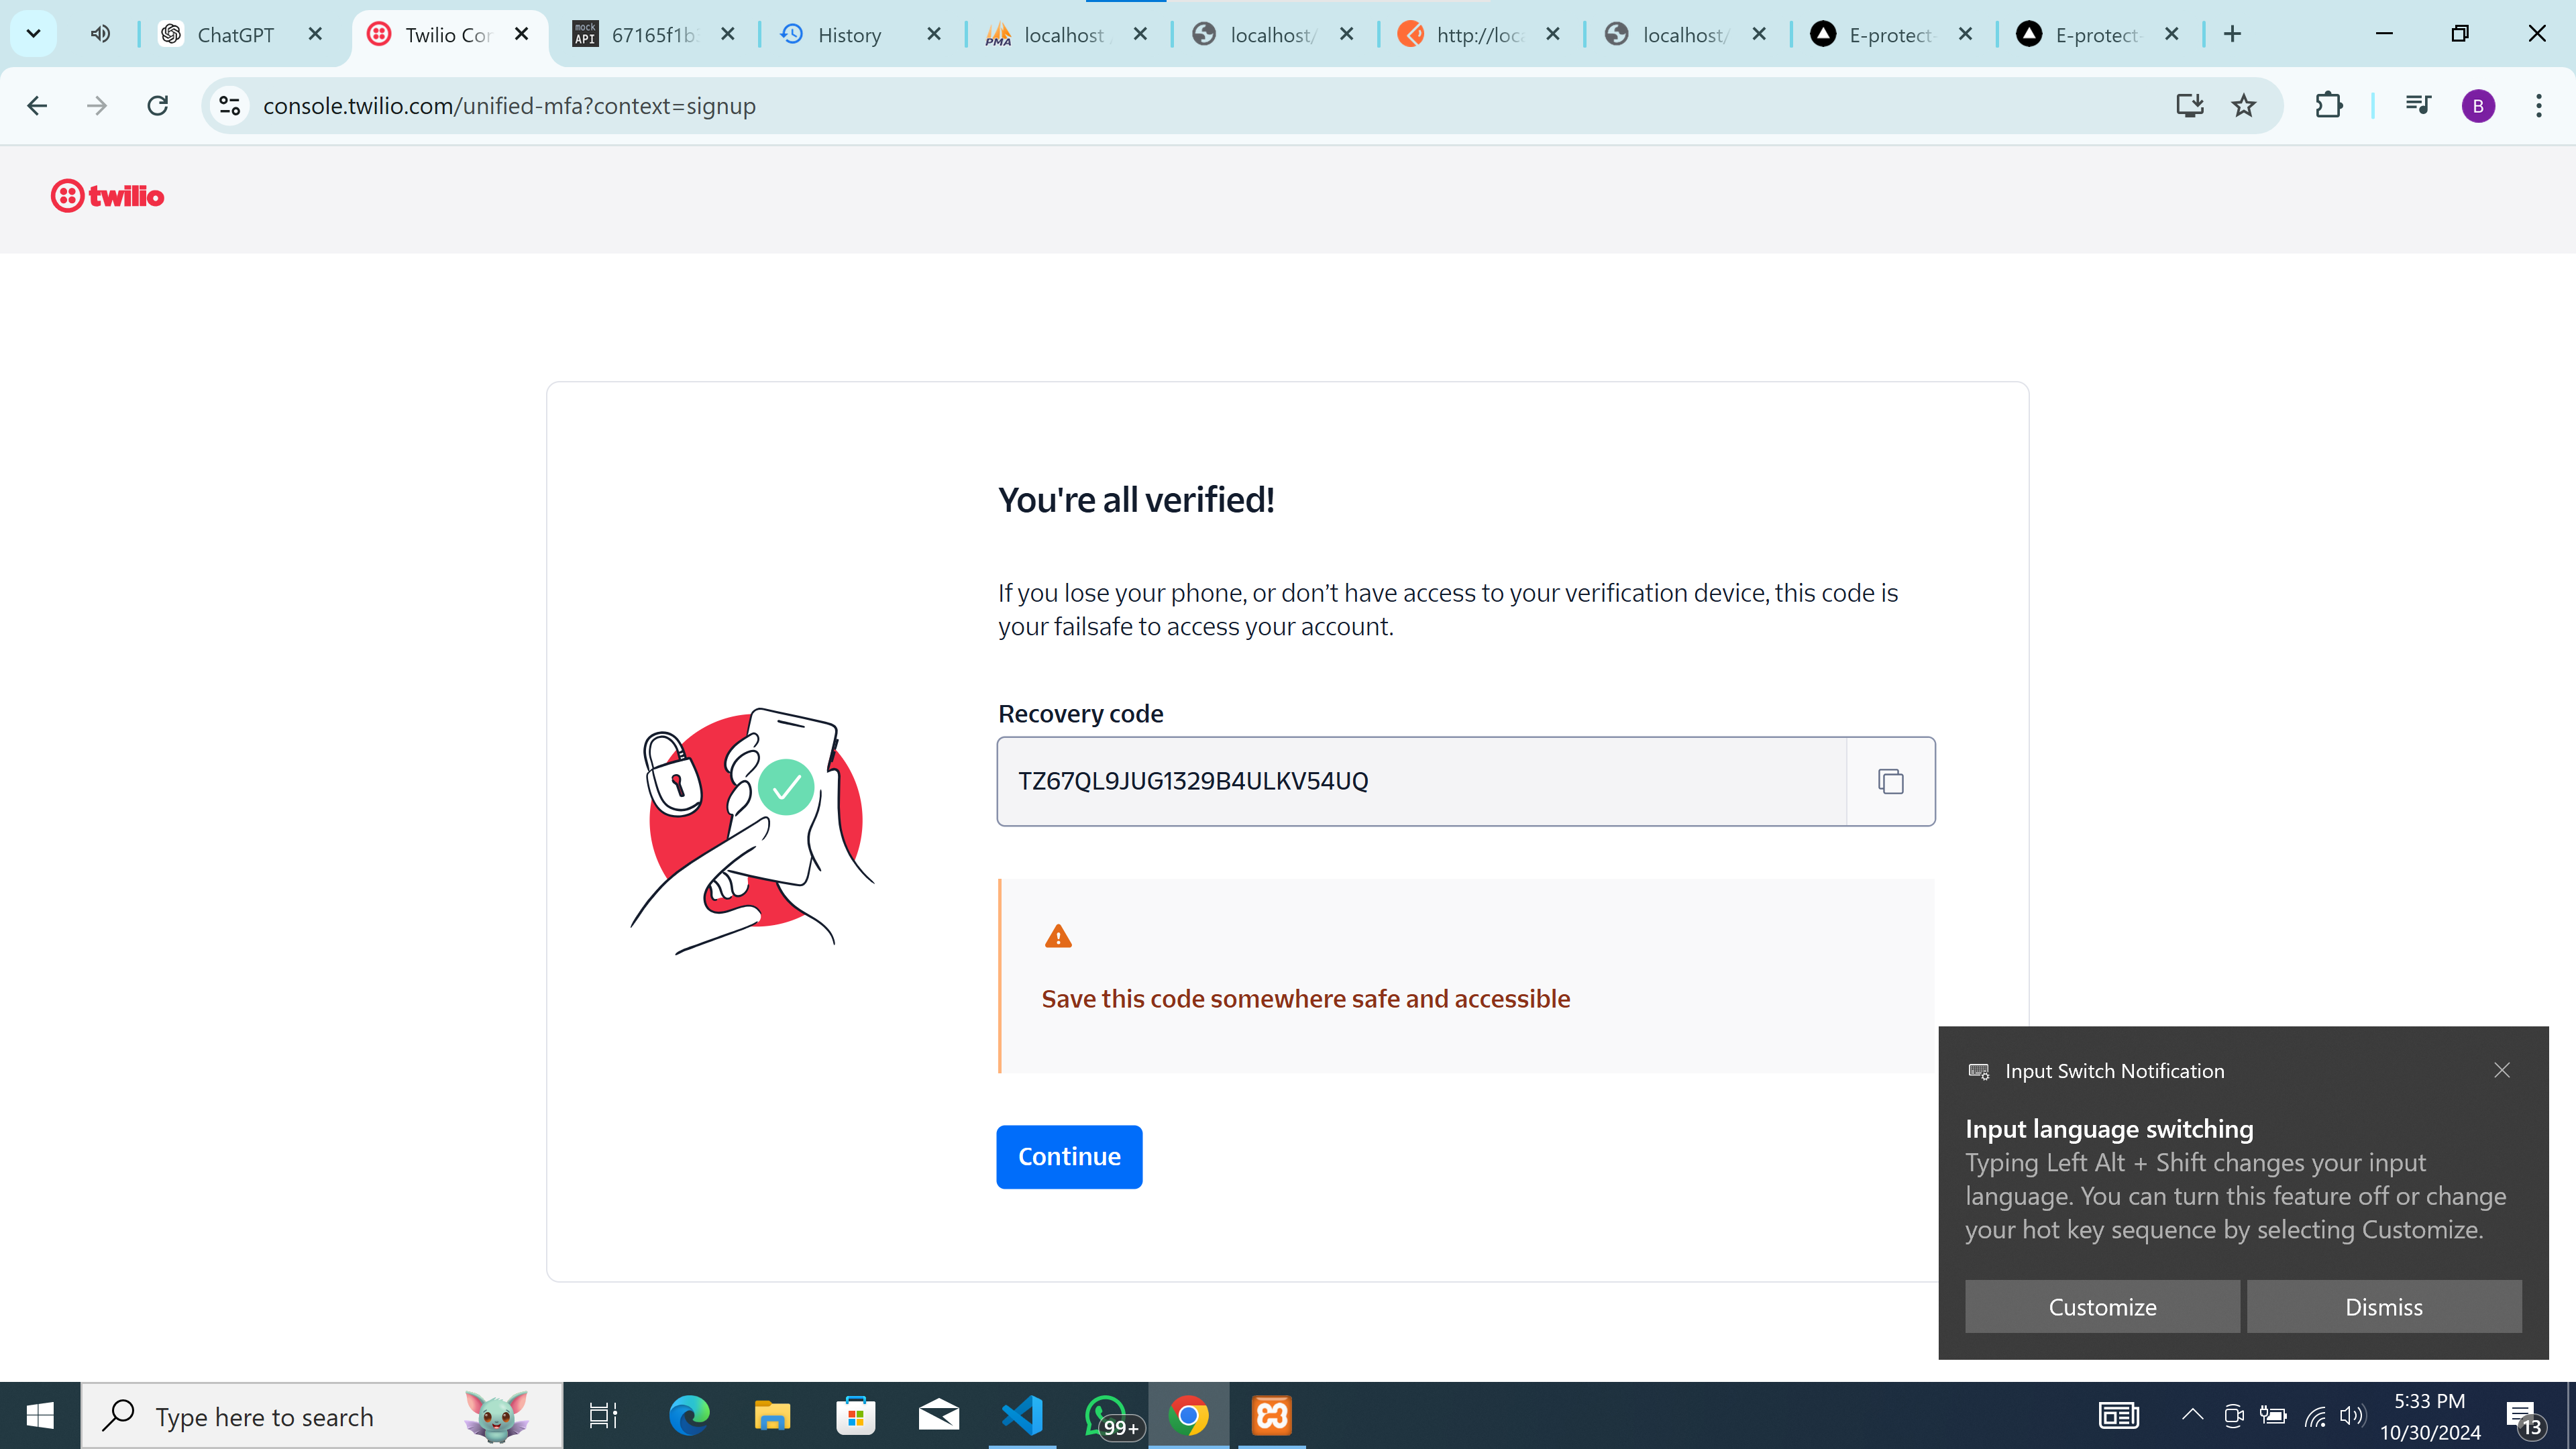 ChatGPT
Twilio Cor
mock API
67165f1b
History
PMA
localhost
localhost/
http://loca
localhost/
E-protect-
E-protect-
console.twilio.com/unified-mfa?context=signup
B
twilio
You're all verified!
If you lose your phone, or don’t have access to your verification device, this code is
your failsafe to access your account.
Recovery code
TZ67QL9JUG1329B4ULKV54UQ
Save this code somewhere safe and accessible
Continue
Input Switch Notification
Input language switching
Typing Left Alt + Shift changes your input
language. You can turn this feature off or change
your hot key sequence by selecting Customize.
Customize
Dismiss
Type here to search
99+
5:33 PM
10/30/2024
13